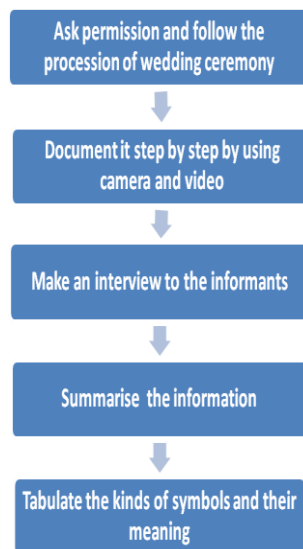 Ask permission and follow the
procession of wedding ceremony
Document it step by step by using
camera and video
Make an interview to the informants
Summarise the information
Tabulate the kinds of symbols and their
meaning